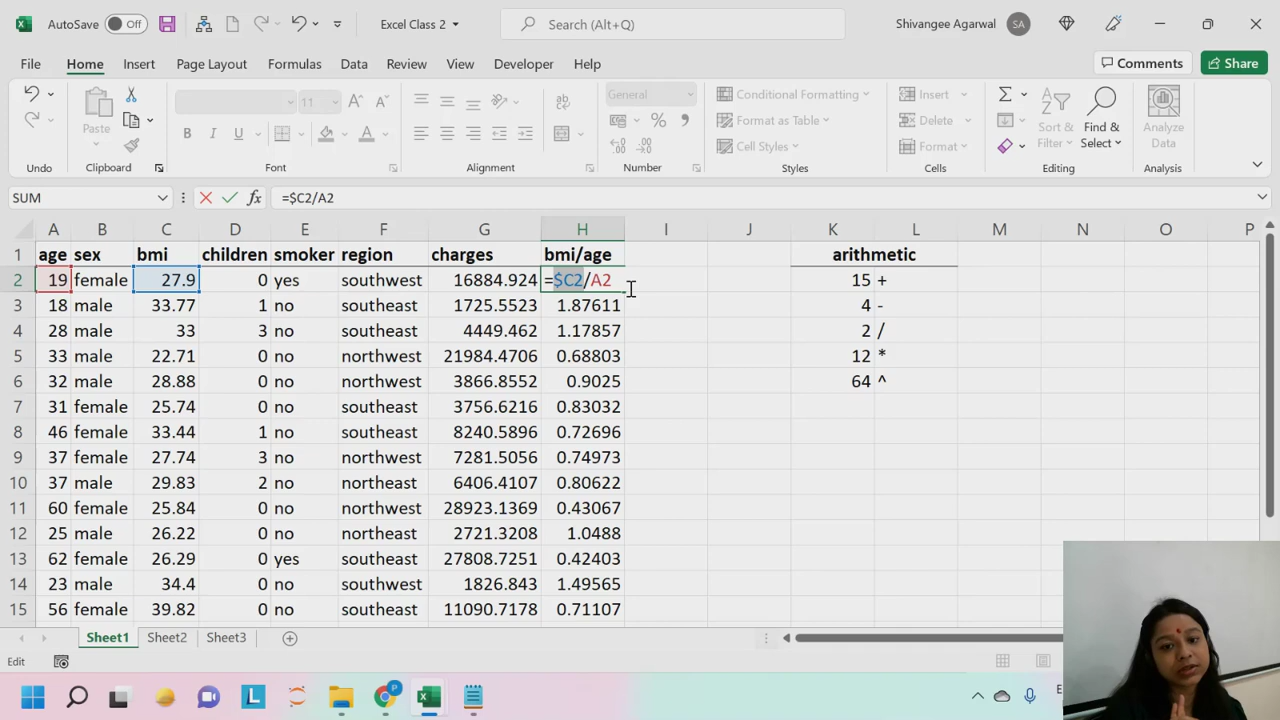 AutoSave Off Excel Class 2 Search (Alt+Q) Shivangee Agarwal SA
File Home Insert Page Layout Formulas Data Review View Developer Help Comments Share
Undo Paste Clipboard
11 B I U Font
ab Alignment
General % Number
Conditional Formatting Format as Table Cell Styles Styles
Insert Delete Format Cells
Sort & Filter Find & Select Editing
Analyze Data Analysis
SUM fx =$C2/A2
A B C D E F G H I J K L M N O P
1 age sex bmi children smoker region charges bmi/age arithmetic
2 19 female 27.9 0 yes southwest 16884.924 =$C2/A2 15 +
3 18 male 33.77 1 no southeast 1725.5523 1.87611 4 -
4 28 male 33 3 no southeast 4449.462 1.17857 2 /
5 33 male 22.71 0 no northwest 21984.4706 0.68803 12 *
6 32 male 28.88 0 no northwest 3866.8552 0.9025 64 ^
7 31 female 25.74 0 no southeast 3756.6216 0.83032
8 46 female 33.44 1 no southeast 8240.5896 0.72696
9 37 female 27.74 3 no northwest 7281.5056 0.74973
10 37 male 29.83 2 no northeast 6406.4107 0.80622
11 60 female 25.84 0 no northwest 28923.1369 0.43067
12 25 male 26.22 0 no northeast 2721.3208 1.0488
13 62 female 26.29 0 yes southeast 27808.7251 0.42403
14 23 male 34.4 0 no southwest 1826.843 1.49565
15 56 female 39.82 0 no southeast 11090.7178 0.71107
Sheet1 Sheet2 Sheet3
Edit